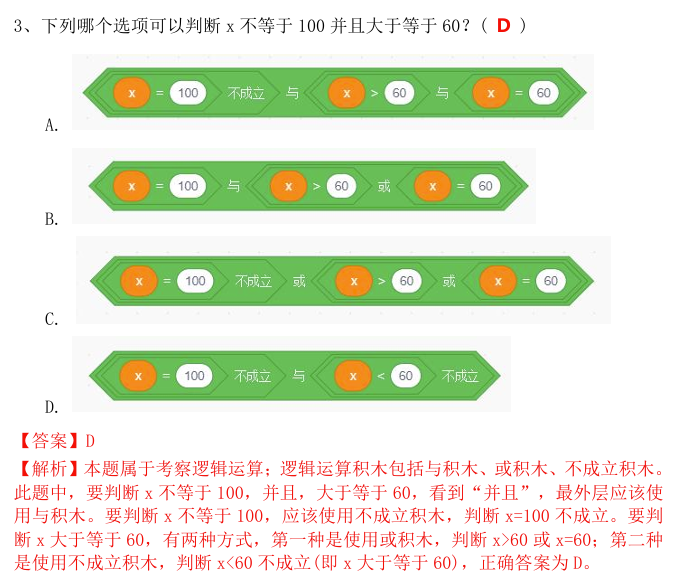 3、下列哪个选项可以判断 x 不等于 100 并且大于等于 60？( D )
A. x = 100 不成立 与 x > 60 与 x = 60
B. x = 100 与 x > 60 或 x = 60
C. x = 100 不成立 或 x > 60 或 x = 60
D. x = 100 不成立 与 x < 60 不成立
【答案】D
【解析】本题属于考察逻辑运算；逻辑运算积木包括与积木、或积木、不成立积木。
此题中，要判断 x 不等于 100，并且，大于等于 60，看到“并且”，最外层应该使
用与积木。要判断 x 不等于 100，应该使用不成立积木，判断 x=100 不成立。要判
断 x 大于等于 60，有两种方式，第一种是使用或积木，判断 x>60 或 x=60；第二种
是使用不成立积木，判断 x<60 不成立(即 x 大于等于 60)，正确答案为 D。